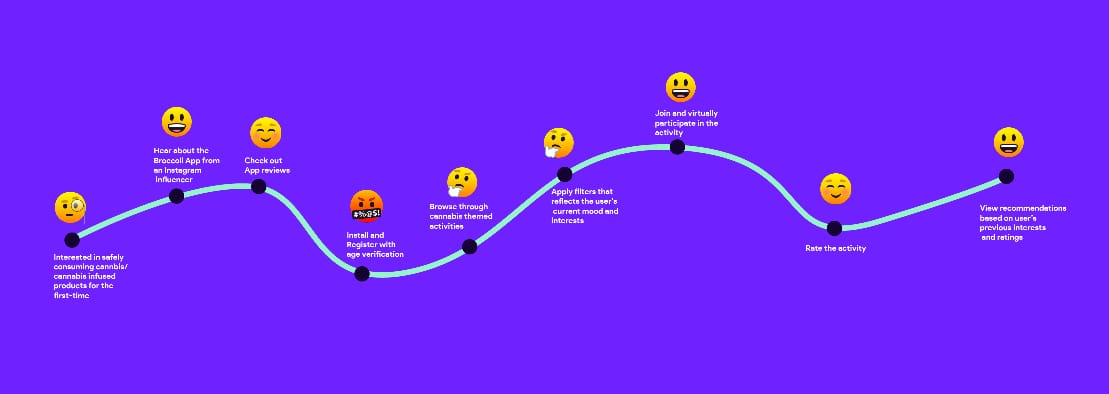 Interested in safely
consuming cannbis/
cannabis infused
products for the
first-time
Hear about the
Broccoli App from
an Instagram
Influencer
Check out
App reviews
#%@$!
Install and
Register with
age verification
Browse through
cannabis themed
activities
Apply filters that
reflects the user's
current mood and
interests
Join and virtually
participate in the
activity
Rate the activity
View recommendations
based on user's
previous interests
and ratings